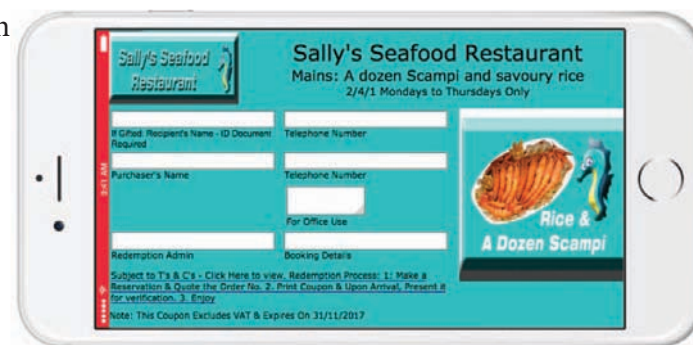 n
Sally's Seafood
Restaurant
Sally's Seafood Restaurant
Mains: A dozen Scampi and savoury rice
2/4/1 Mondays to Thursdays Only
If Gifted: Recipient's Name - ID Document
Required
Telephone Number
Purchaser's Name
Telephone Number
For Office Use
Redemption Admin
Booking Details
Rice &
A Dozen Scampi
Subject to T's & C's - Click Here to view. Redemption Process: 1: Make a
Reservation & Quote the Order No. 2. Print Coupon & Upon Arrival, Present it
for verification. 3. Enjoy
Note: This Coupon Excludes VAT & Expires On 31/11/2017
9:41 AM